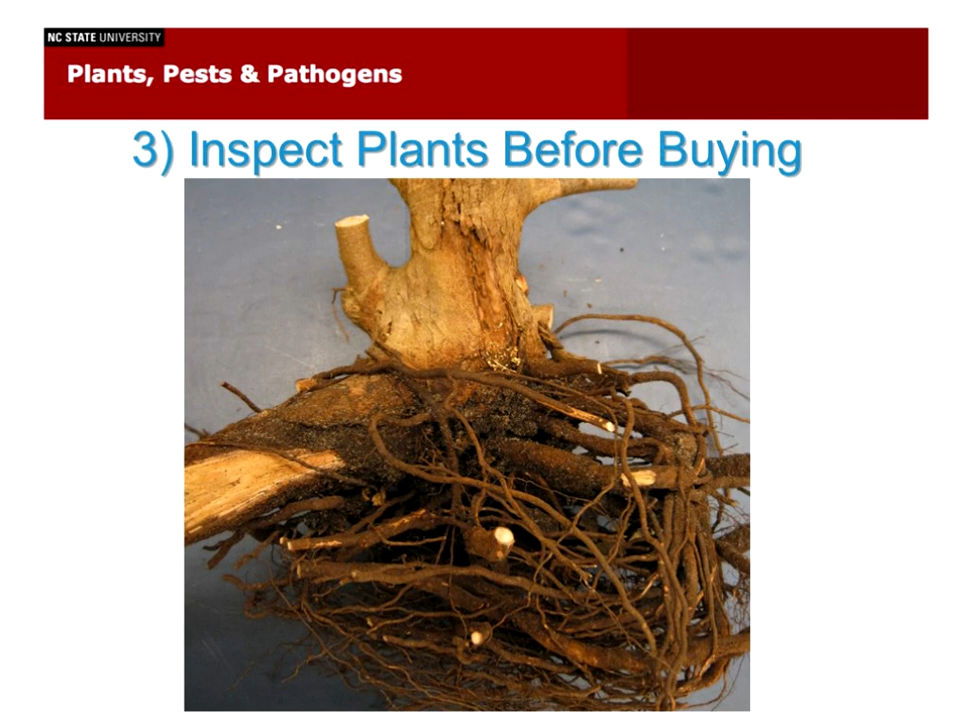 NC STATE UNIVERSITY
Plants, Pests & Pathogens
3) Inspect Plants Before Buying